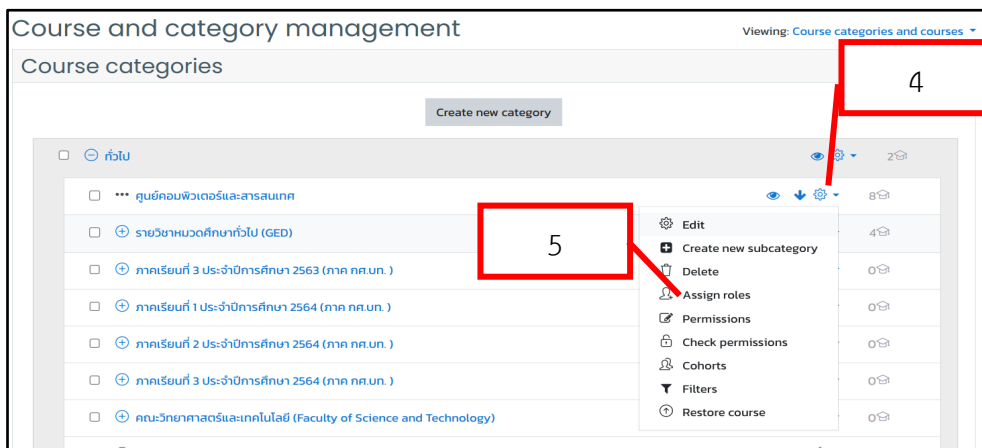 Course and category management
Viewing: Course categories and courses
Course categories
4
Create new category
ทั่วไป
2
ศูนย์คอมพิวเตอร์และสารสนเทศ
8
Edit
รายวิชาหมวดศึกษาทั่วไป (GED)
4
5
Create new subcategory
Delete
ภาคเรียนที่ 3 ประจำปีการศึกษา 2563 (ภาค กศ.บท. )
0
Assign roles
ภาคเรียนที่ 1 ประจำปีการศึกษา 2564 (ภาค กศ.บท. )
0
Permissions
Check permissions
ภาคเรียนที่ 2 ประจำปีการศึกษา 2564 (ภาค กศ.บท. )
0
Cohorts
ภาคเรียนที่ 3 ประจำปีการศึกษา 2564 (ภาค กศ.บท. )
0
Filters
Restore course
คณะวิทยาศาสตร์และเทคโนโลยี (Faculty of Science and Technology)
0